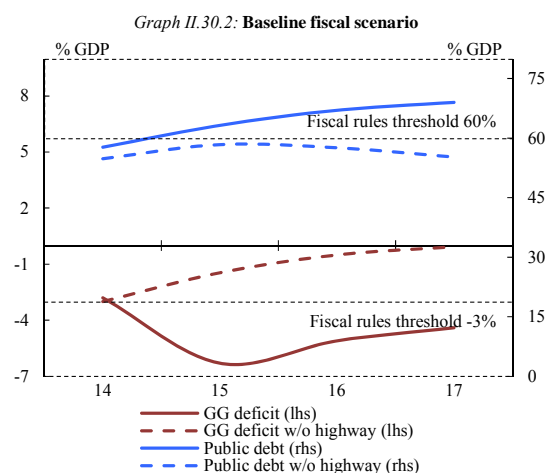 Graph II.30.2: Baseline fiscal scenario
% GDP % GDP
75
8
Fiscal rules threshold 60%
60
5
45
2
-1
30
Fiscal rules threshold -3%
-4
15
-7
0
14 15 16 17
GG deficit (lhs)
GG deficit w/o highway (lhs)
Public debt (rhs)
Public debt w/o highway (rhs)